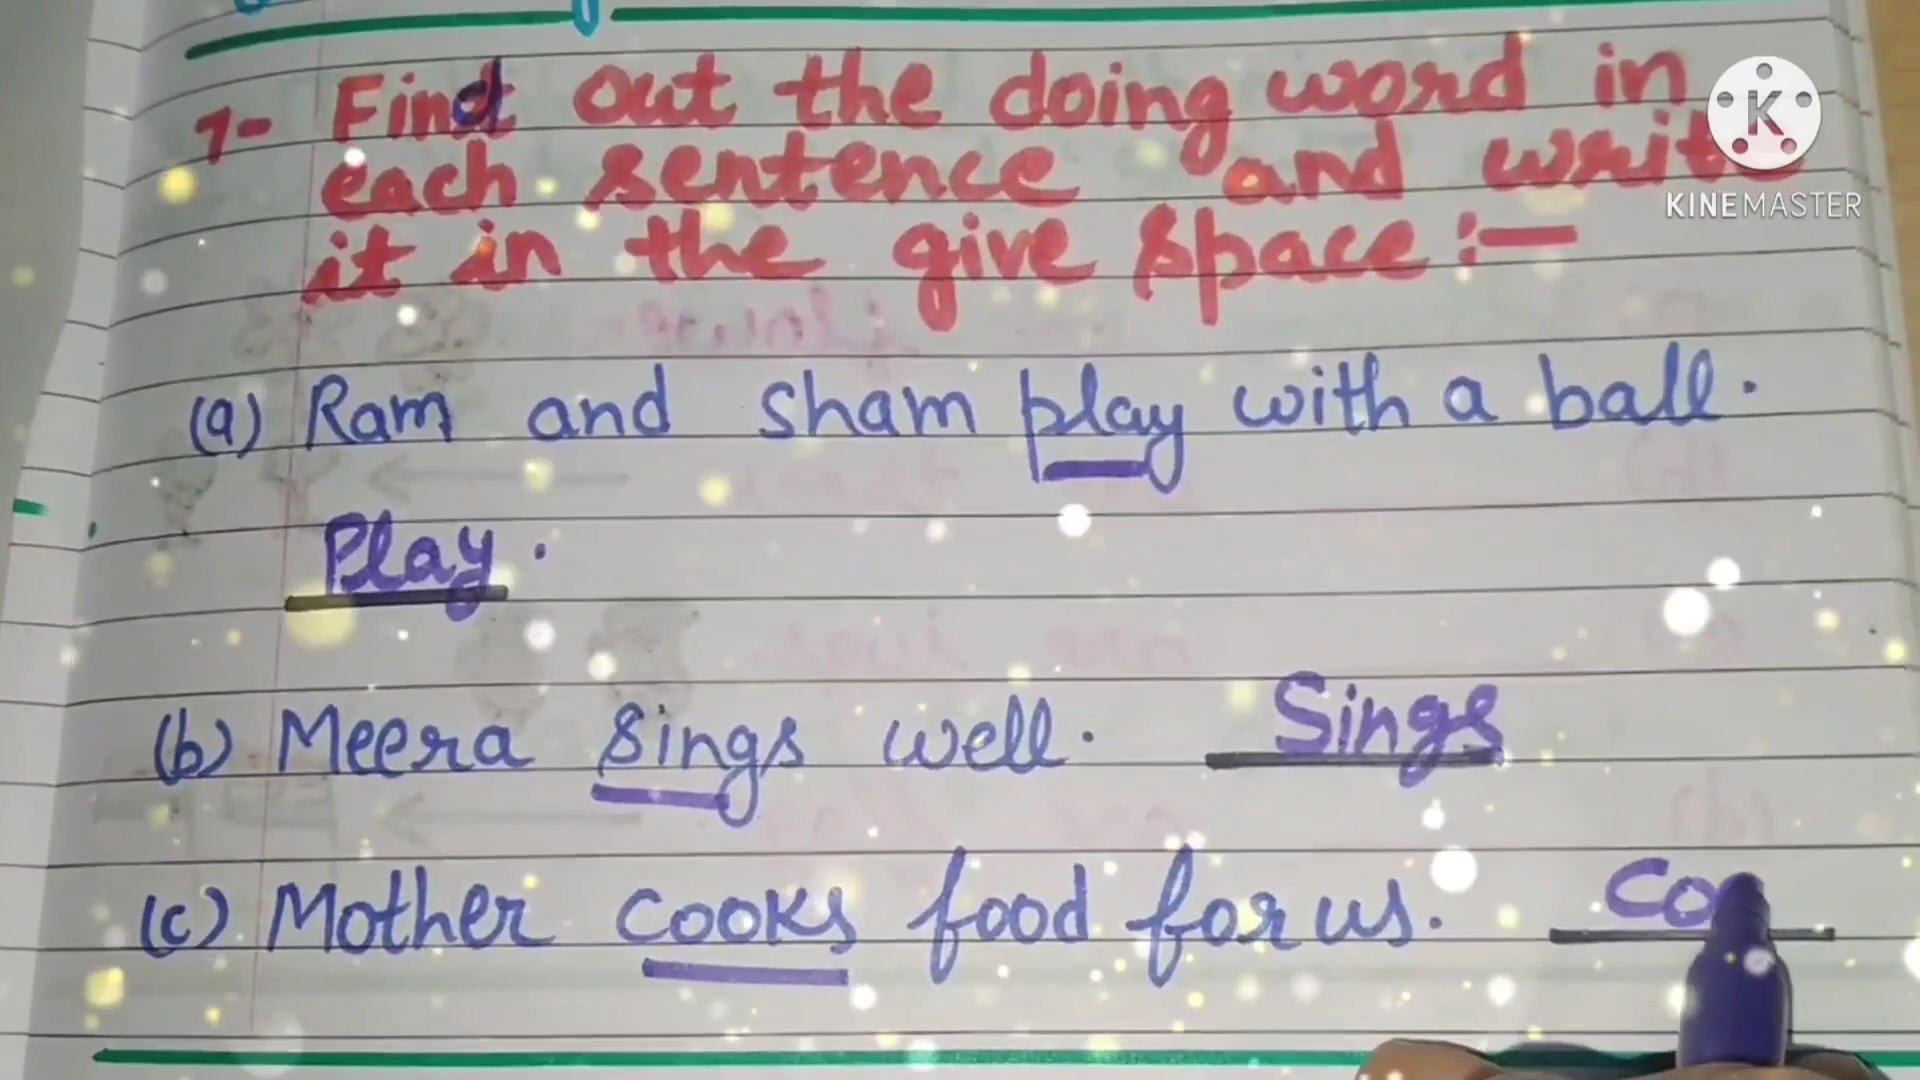 7- Find out the doing word in
each sentence and write
it in the give space :-
(a) Ram and sham play with a ball.
Play.
(b) Meera sings well. Sings
(c) Mother cooks food for us. Co
K
KINEMASTER